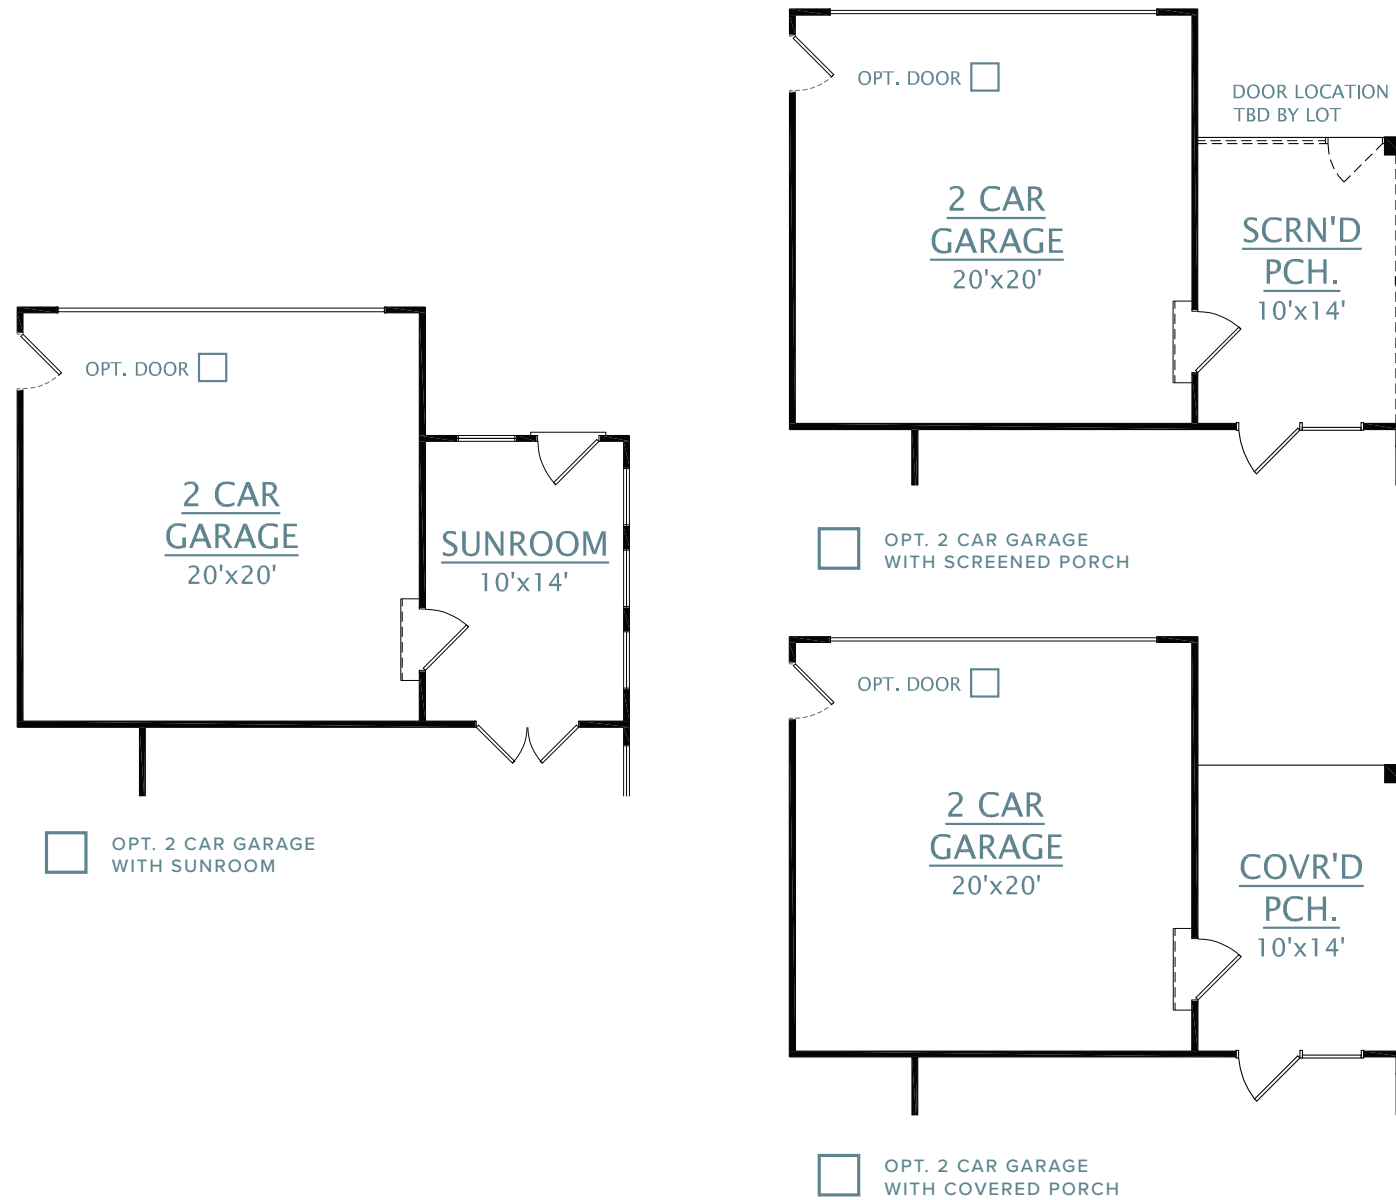 OPT. DOOR
2 CAR
GARAGE
20'x20'
SUNROOM
10'x14'
OPT. 2 CAR GARAGE
WITH SUNROOM
OPT. DOOR
DOOR LOCATION
TBD BY LOT
2 CAR
GARAGE
20'x20'
SCRN'D
PCH.
10'x14'
OPT. 2 CAR GARAGE
WITH SCREENED PORCH
OPT. DOOR
2 CAR
GARAGE
20'x20'
COVR'D
PCH.
10'x14'
OPT. 2 CAR GARAGE
WITH COVERED PORCH